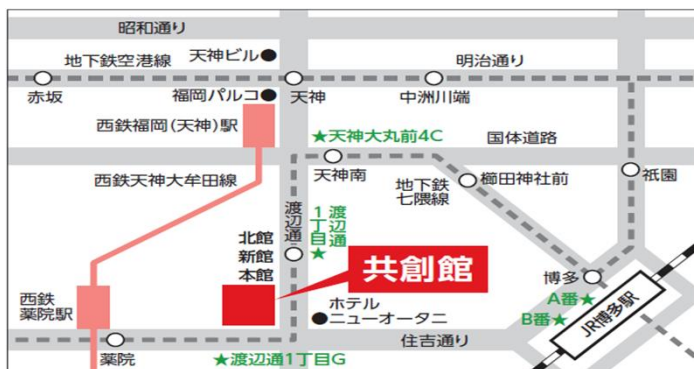 昭和通り
天神ビル
地下鉄空港線
明治通り
赤坂
福岡パルコ
天神
中洲川端
西鉄福岡(天神)駅
★天神大丸前4C
国体道路
天神南
西鉄天神大牟田線
地下鉄
七隈線
櫛田神社前
祇園
渡辺通
渡辺通
1丁目
★
北館
新館
本館
共創館
博多
A番★
B番★
JR博多駅
西鉄
薬院駅
ホテル
ニューオータニ
住吉通り
薬院
★渡辺通1丁目G